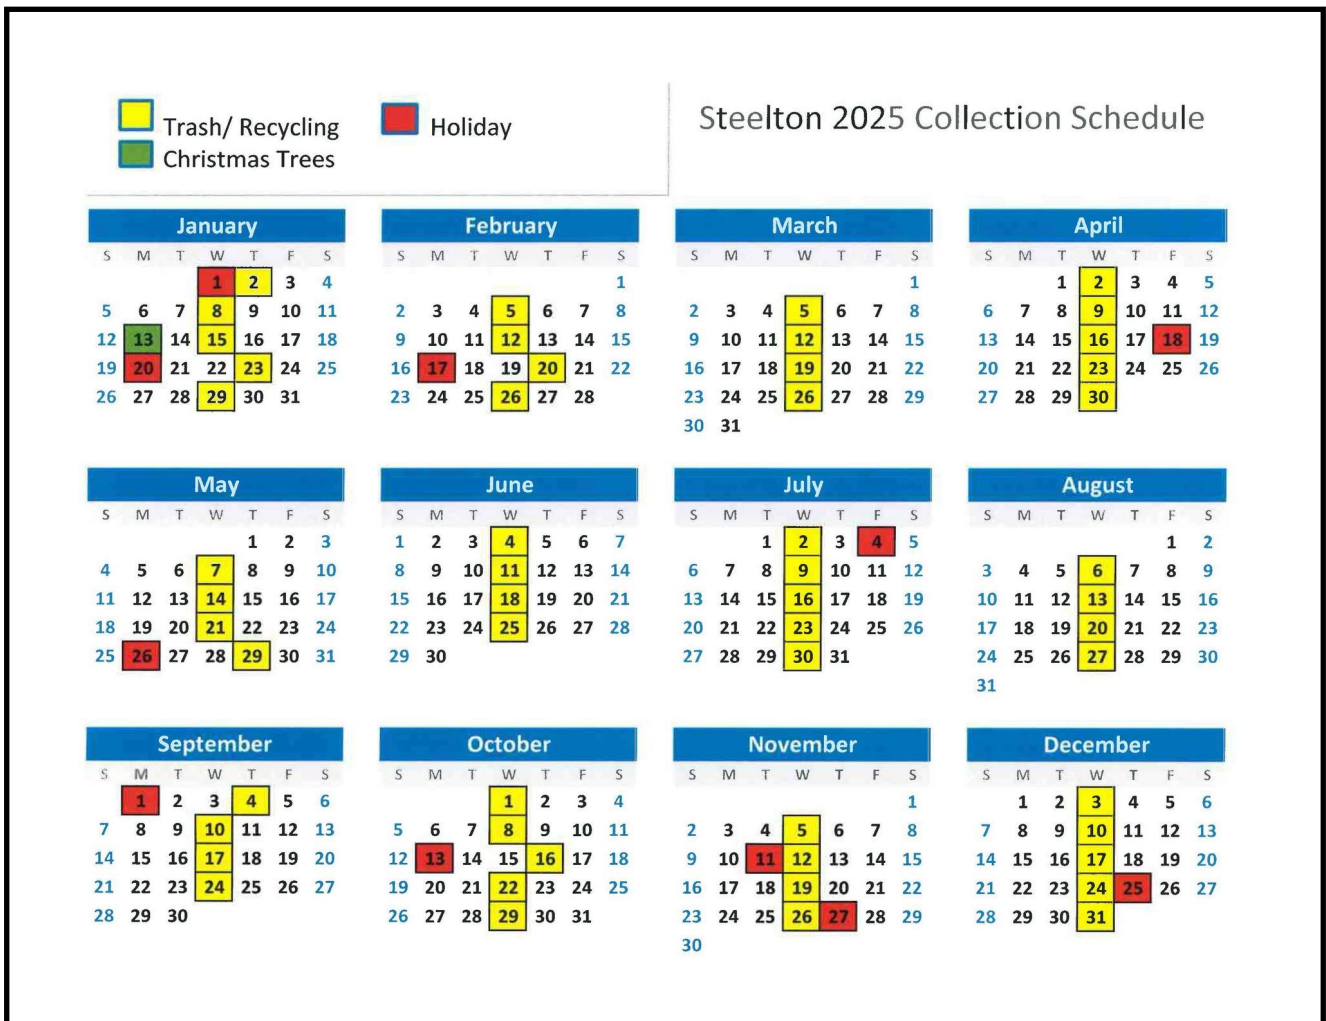 Trash/ Recycling
Christmas Trees
Holiday
Steelton 2025 Collection Schedule
January
S M T W T F S
1 2 3 4
5 6 7 8 9 10 11
12 13 14 15 16 17 18
19 20 21 22 23 24 25
26 27 28 29 30 31
February
S M T W T F S
1
2 3 4 5 6 7 8
9 10 11 12 13 14 15
16 17 18 19 20 21 22
23 24 25 26 27 28
March
S M T W T F S
1
2 3 4 5 6 7 8
9 10 11 12 13 14 15
16 17 18 19 20 21 22
23 24 25 26 27 28 29
30 31
April
S M T W T F S
1 2 3 4 5
6 7 8 9 10 11 12
13 14 15 16 17 18 19
20 21 22 23 24 25 26
27 28 29 30
May
S M T W T F S
1 2 3
4 5 6 7 8 9 10
11 12 13 14 15 16 17
18 19 20 21 22 23 24
25 26 27 28 29 30 31
June
S M T W T F S
1 2 3 4 5 6 7
8 9 10 11 12 13 14
15 16 17 18 19 20 21
22 23 24 25 26 27 28
29 30
July
S M T W T F S
1 2 3 4 5
6 7 8 9 10 11 12
13 14 15 16 17 18 19
20 21 22 23 24 25 26
27 28 29 30 31
August
S M T W T F S
1 2
3 4 5 6 7 8 9
10 11 12 13 14 15 16
17 18 19 20 21 22 23
24 25 26 27 28 29 30
31
September
S M T W T F S
1 2 3 4 5 6
7 8 9 10 11 12 13
14 15 16 17 18 19 20
21 22 23 24 25 26 27
28 29 30
October
S M T W T F S
1 2 3 4
5 6 7 8 9 10 11
12 13 14 15 16 17 18
19 20 21 22 23 24 25
26 27 28 29 30 31
November
S M T W T F S
1
2 3 4 5 6 7 8
9 10 11 12 13 14 15
16 17 18 19 20 21 22
23 24 25 26 27 28 29
30
December
S M T W T F S
1 2 3 4 5 6
7 8 9 10 11 12 13
14 15 16 17 18 19 20
21 22 23 24 25 26 27
28 29 30 31